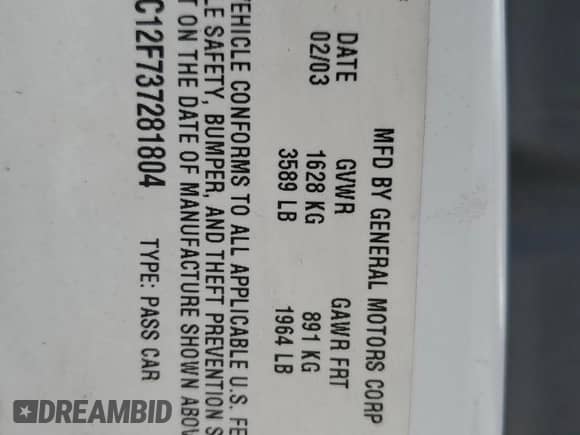 MFD BY GENERAL MOTORS CORP
DATE GVWR GAWR FRT
02/03 1628 KG 891 KG
3589 LB 1964 LB
VEHICLE CONFORMS TO ALL APPLICABLE U.S. FE
LE SAFETY, BUMPER, AND THEFT PREVENTION S
T ON THE DATE OF MANUFACTURE SHOWN ABOV
C12F737281804 TYPE: PASS CAR
DREAMBID